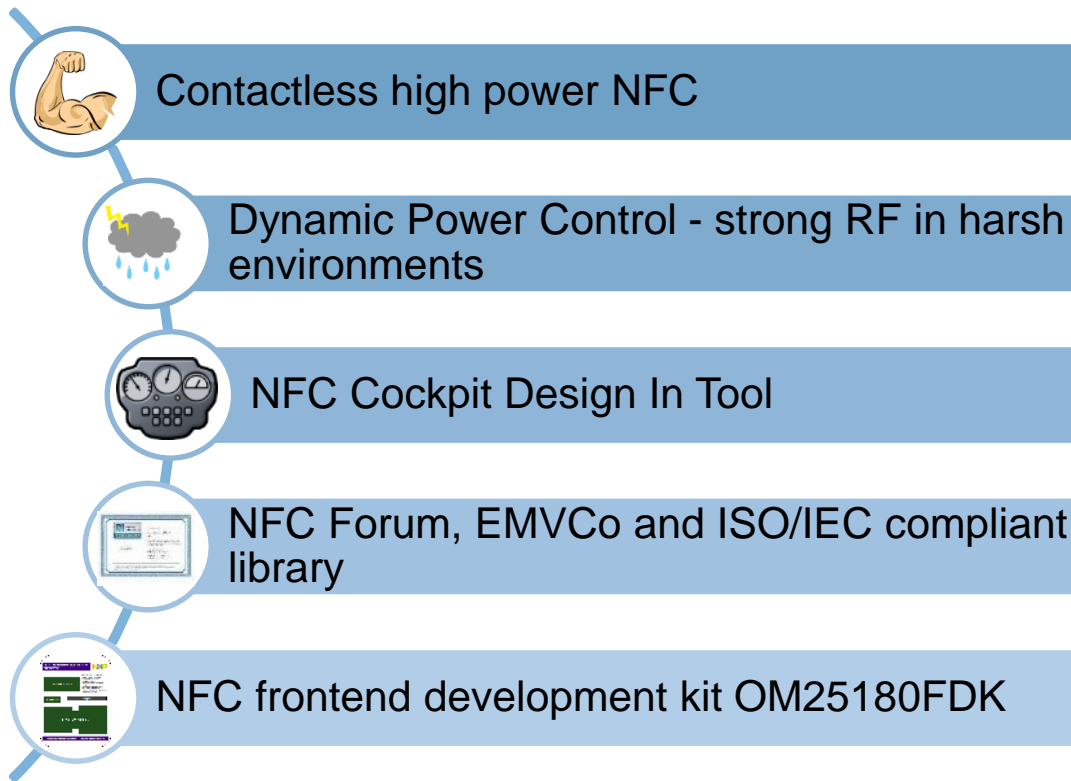 Contactless high power NFC
Dynamic Power Control - strong RF in harsh
environments
NFC Cockpit Design In Tool
NFC Forum, EMVCo and ISO/IEC compliant
library
NXP
NFC frontend development kit OM25180FDK